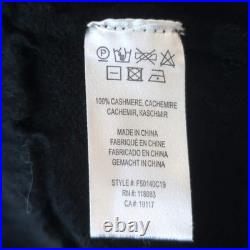 P
100% CASHMERE, CACHEMIRE
CACHEMIR, KASCHMIR
MADE IN CHINA
FABRIQUÉ EN CHINE
FABRICADO EN CHINA
GEMACHT IN CHINA
STYLE #: F50140C19
RN #: 118083
CA #: 19117